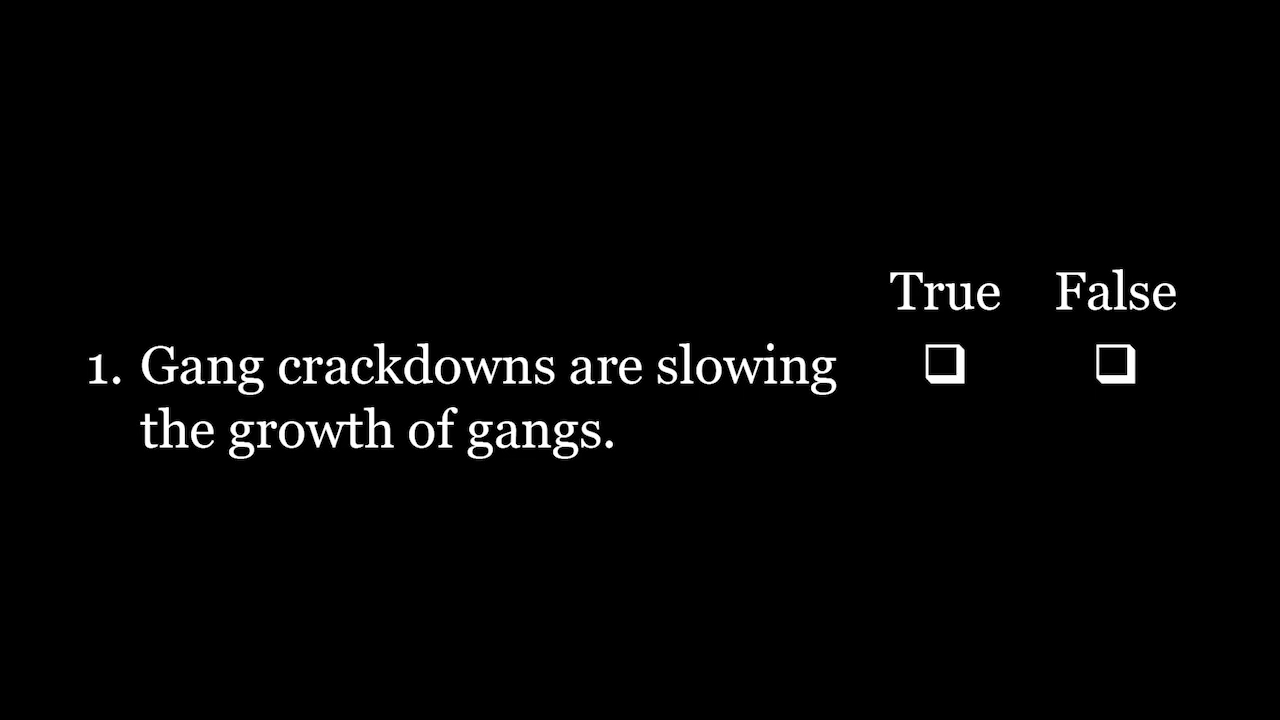 True False
1. Gang crackdowns are slowing ❑ ❑
the growth of gangs.